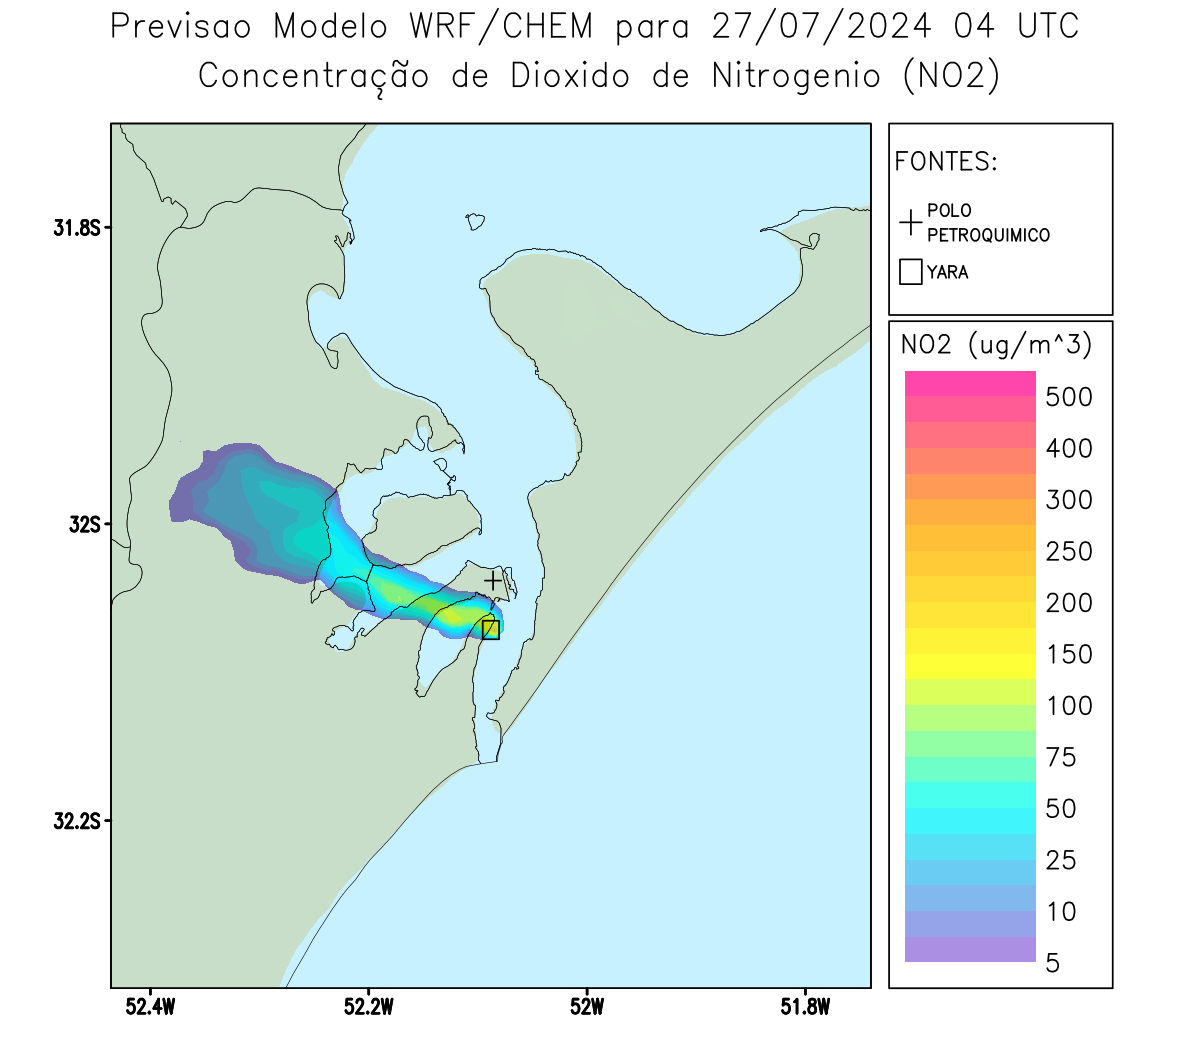 Previsao Modelo WRF/CHEM para 27/07/2024 04 UTC
Concentração de Dioxido de Nitrogenio (NO2)
FONTES:
POLO
PETROQUIMICO
YARA
NO2 (ug/m^3)
500
400
300
250
200
150
100
75
50
25
10
5
31.8S
32S
32.2S
52.4W
52.2W
52W
51.8W